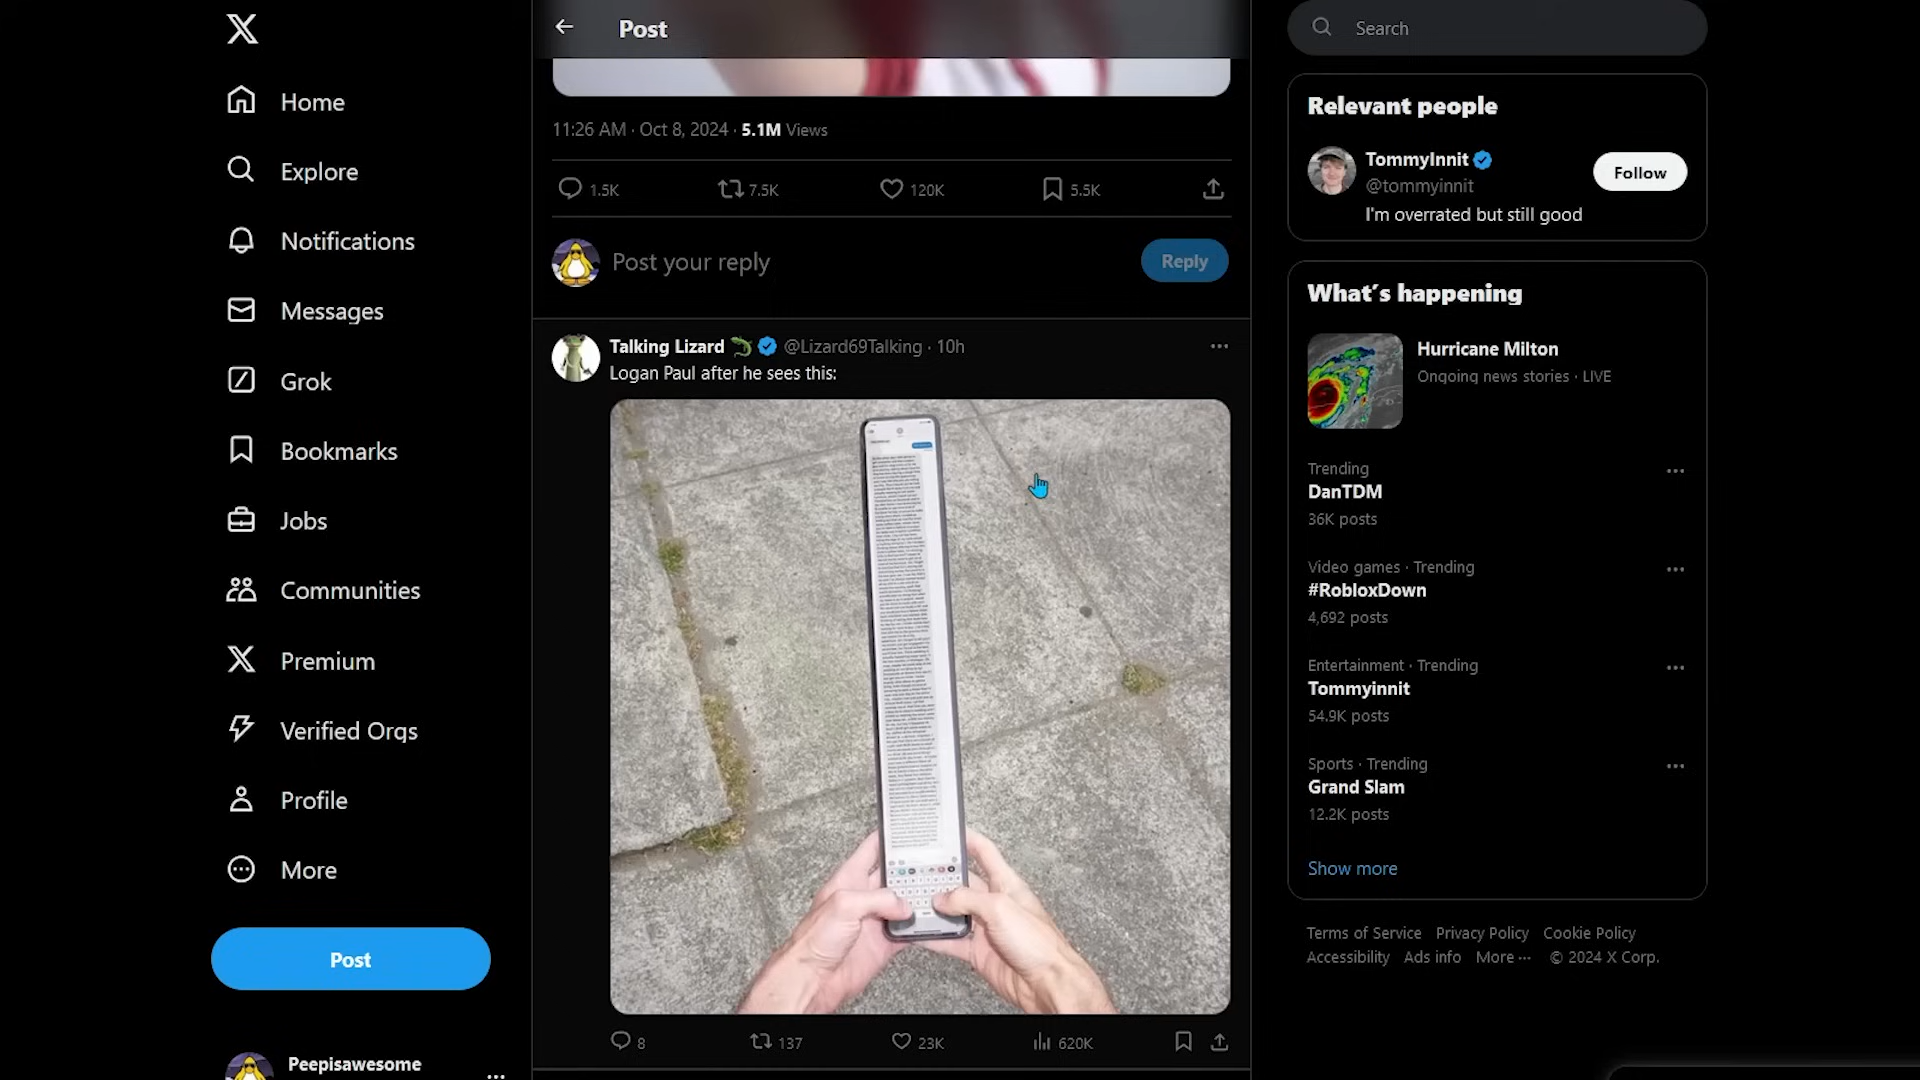 Home
Explore
Notifications
Messages
Grok
Bookmarks
Jobs
Communities
Premium
Verified Orgs
Profile
More
Post
Peepisawesome
Post
11:26 AM · Oct 8, 2024 · 5.1M Views
1.5K 7.5K 120K 5.5K
Post your reply
Reply
Talking Lizard @Lizard69Talking · 10h
Logan Paul after he sees this:
8 137 23K 620K
Search
Relevant people
TommyInnit
@tommyinnit
Follow
I'm overrated but still good
What's happening
Hurricane Milton
Ongoing news stories · LIVE
Trending
DanTDM
36K posts
Video games · Trending
#RobloxDown
4,692 posts
Entertainment · Trending
Tommyinnit
54.9K posts
Sports · Trending
Grand Slam
12.2K posts
Show more
Terms of Service Privacy Policy Cookie Policy
Accessibility Ads info More ··· © 2024 X Corp.